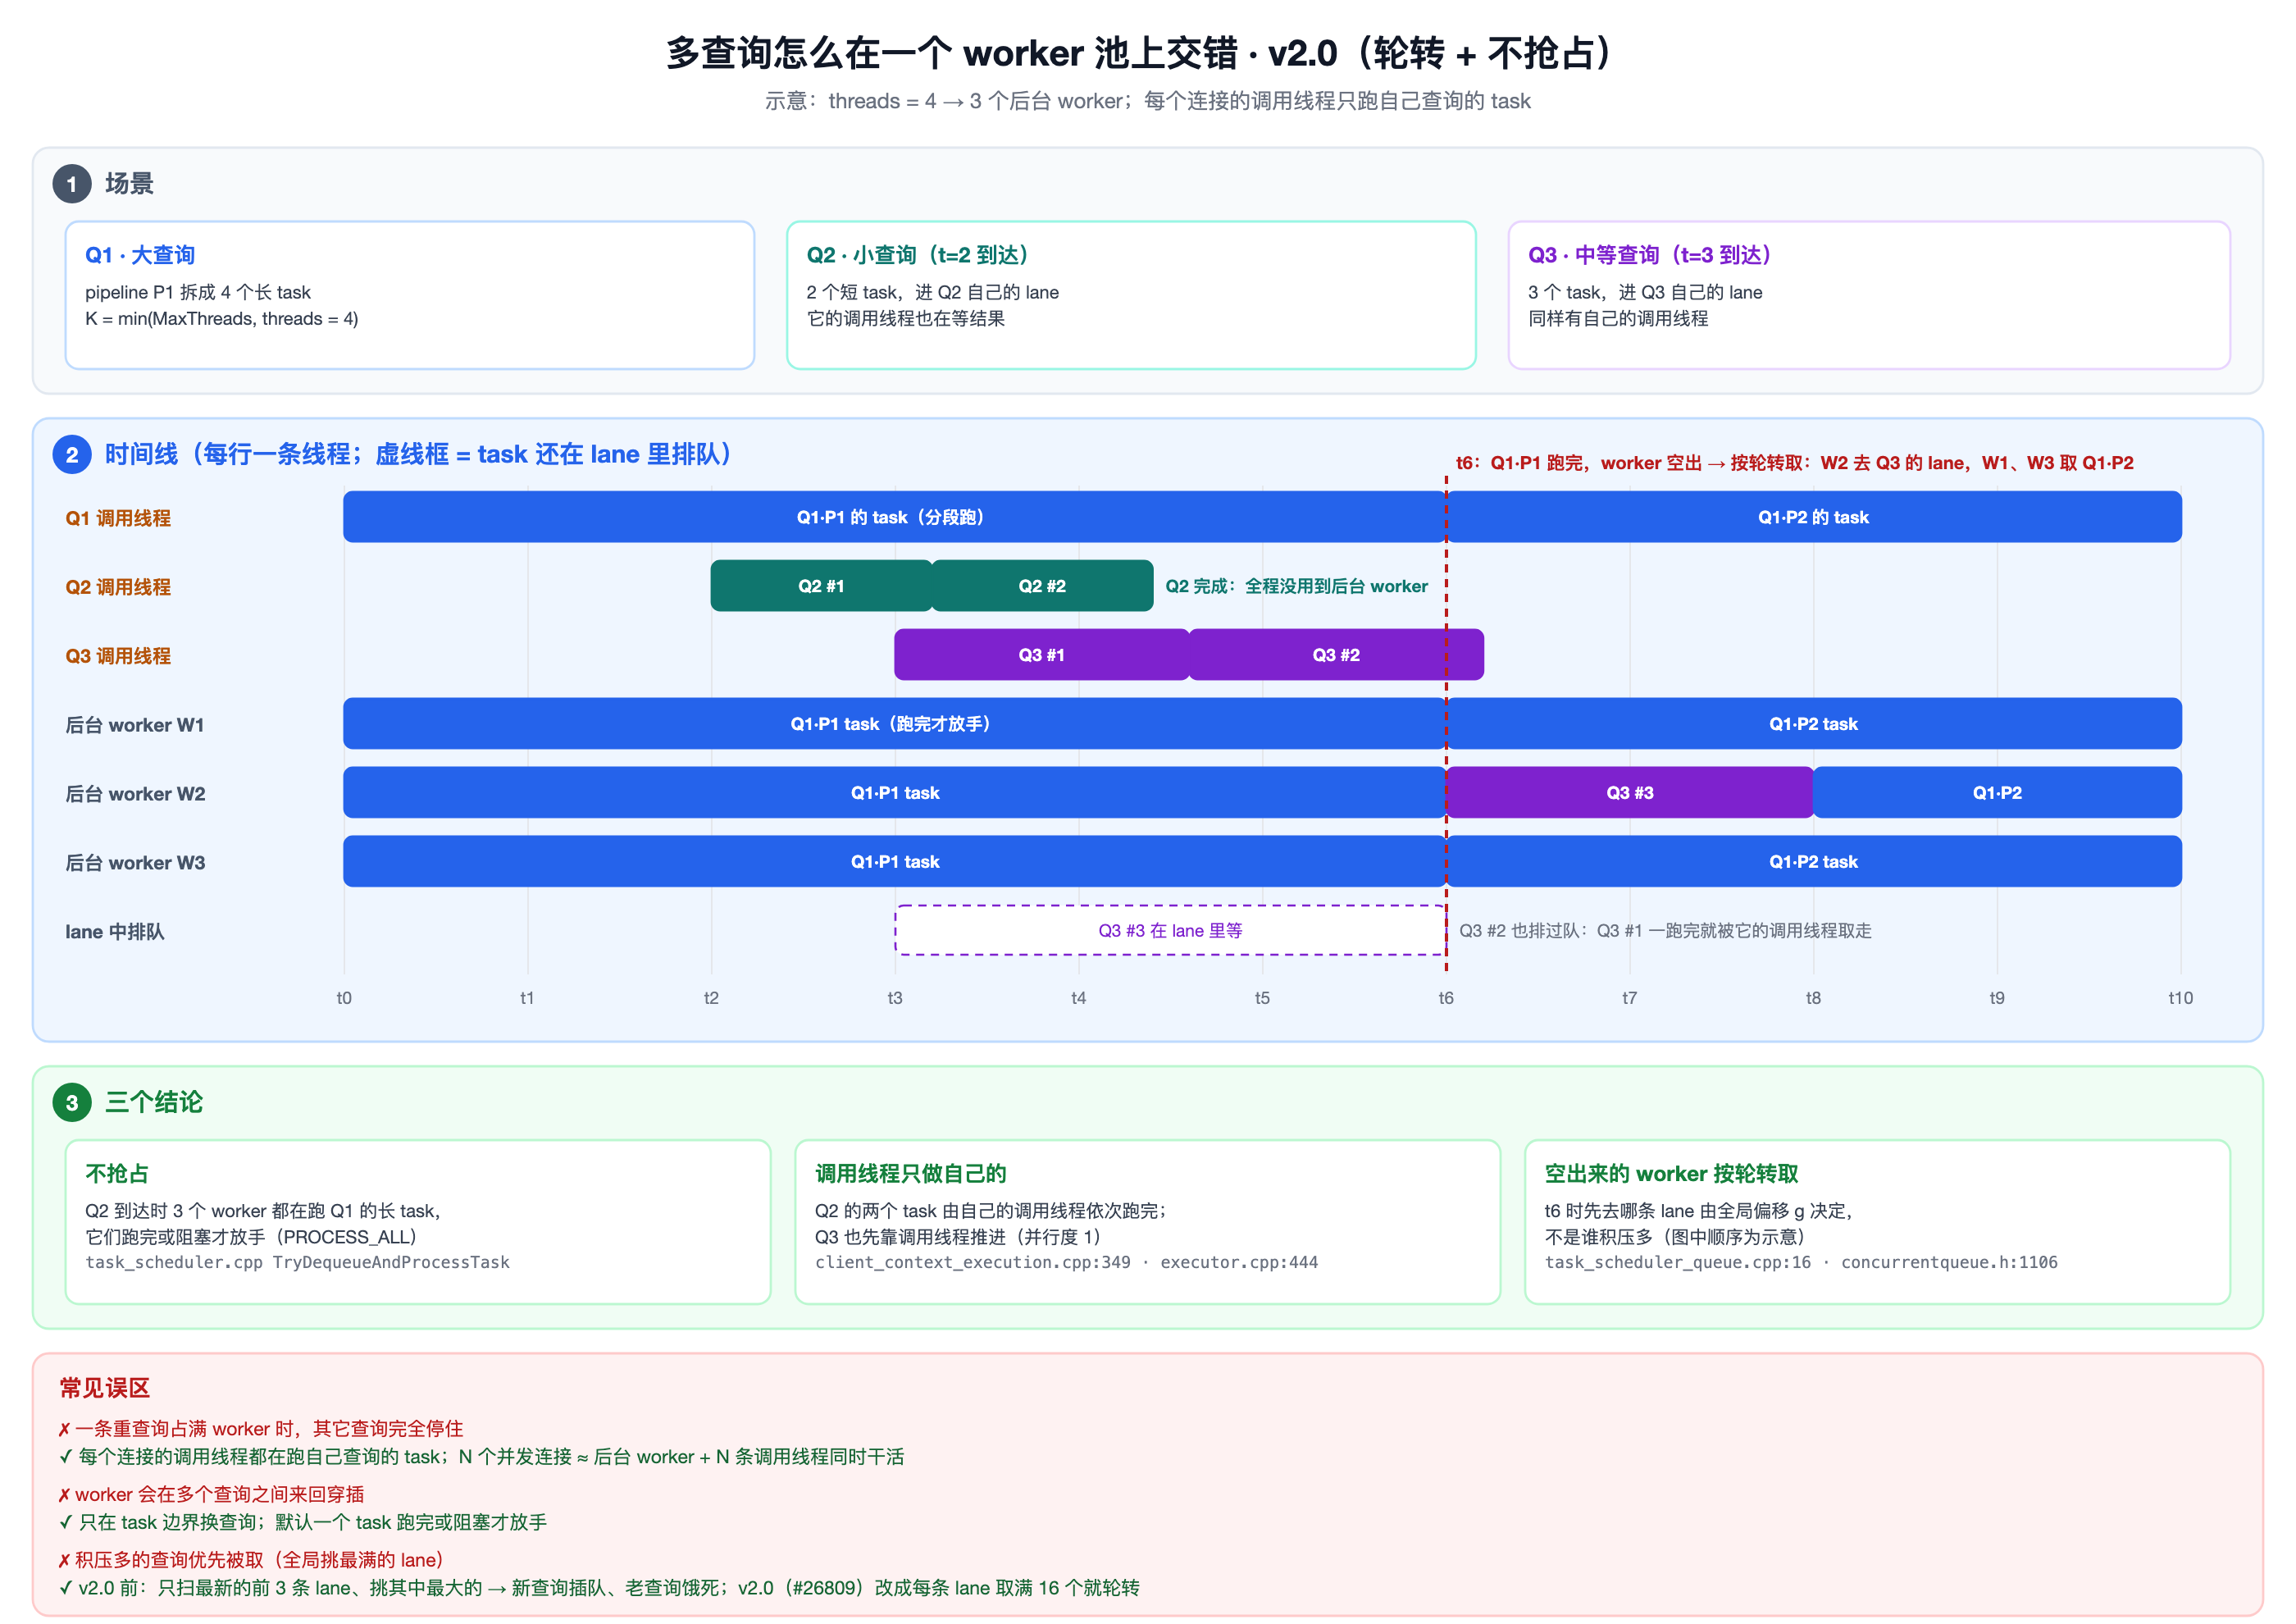 多查询怎么在一个 worker 池上交错 · v2.0（轮转 + 不抢占）
示意：threads = 4 → 3 个后台 worker；每个连接的调用线程只跑自己查询的 task
1 场景
Q1 · 大查询
pipeline P1 拆成 4 个长 task
K = min(MaxThreads, threads = 4)
Q2 · 小查询（t=2 到达）
2 个短 task，进 Q2 自己的 lane
它的调用线程也在等结果
Q3 · 中等查询（t=3 到达）
3 个 task，进 Q3 自己的 lane
同样有自己的调用线程
2 时间线（每行一条线程；虚线框 = task 还在 lane 里排队）
t6：Q1·P1 跑完，worker 空出 → 按轮转取：W2 去 Q3 的 lane，W1、W3 取 Q1·P2
Q1 调用线程
Q1·P1 的 task（分段跑）
Q1·P2 的 task
Q2 调用线程
Q2 #1
Q2 #2
Q2 完成：全程没用到后台 worker
Q3 调用线程
Q3 #1
Q3 #2
后台 worker W1
Q1·P1 task（跑完才放手）
Q1·P2 task
后台 worker W2
Q1·P1 task
Q3 #3
Q1·P2
后台 worker W3
Q1·P1 task
Q1·P2 task
lane 中排队
Q3 #3 在 lane 里等
Q3 #2 也排过队：Q3 #1 一跑完就被它的调用线程取走
t0 t1 t2 t3 t4 t5 t6 t7 t8 t9 t10
3 三个结论
不抢占
Q2 到达时 3 个 worker 都在跑 Q1 的长 task，
它们跑完或阻塞才放手（PROCESS_ALL）
task_scheduler.cpp TryDequeueAndProcessTask
调用线程只做自己的
Q2 的两个 task 由自己的调用线程依次跑完；
Q3 也先靠调用线程推进（并行度 1）
client_context_execution.cpp:349 · executor.cpp:444
空出来的 worker 按轮转取
t6 时先去哪条 lane 由全局偏移 g 决定，
不是谁积压多（图中顺序为示意）
task_scheduler_queue.cpp:16 · concurrentqueue.h:1106
常见误区
✗ 一条重查询占满 worker 时，其它查询完全停住
✓ 每个连接的调用线程都在跑自己查询的 task；N 个并发连接 ≈ 后台 worker + N 条调用线程同时干活
✗ worker 会在多个查询之间来回穿插
✓ 只在 task 边界换查询；默认一个 task 跑完或阻塞才放手
✗ 积压多的查询优先被取（全局挑最满的 lane）
✓ v2.0 前：只扫最新的前 3 条 lane、挑其中最大的 → 新查询插队、老查询饿死；v2.0（#26809）改成每条 lane 取满 16 个就轮转